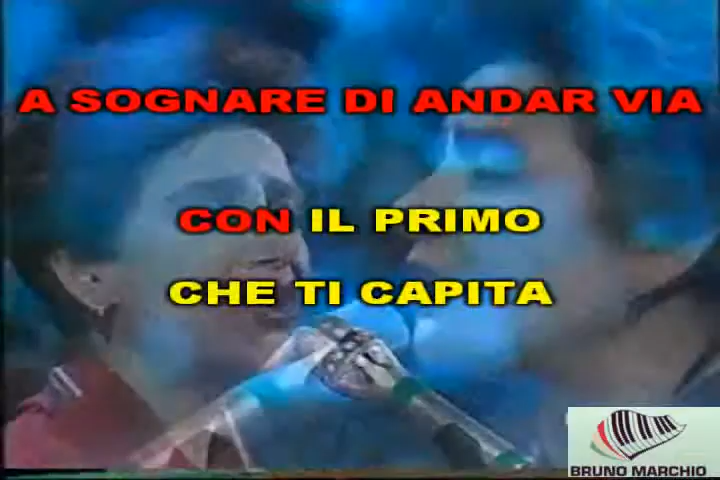 A SOGNARE DI ANDAR VIA
CON IL PRIMO
CHE TI CAPITA
BRUNO MARCHIO